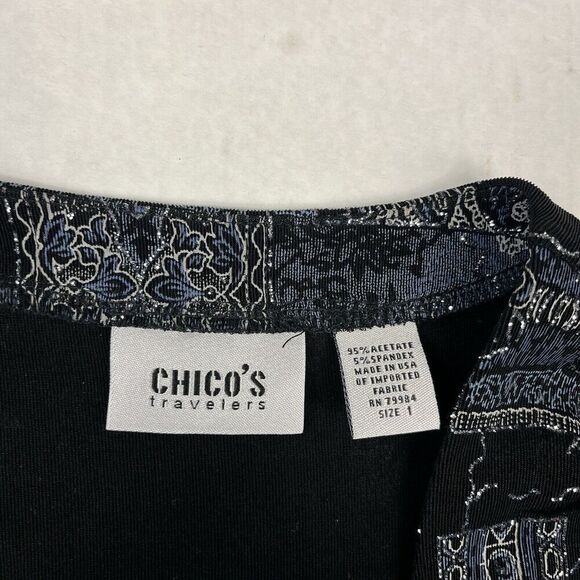 CHICO'S
travelers
95% ACETATE
5% SPANDEX
MADE IN USA
OF IMPORTED
FABRIC
RN 79984
SIZE 1